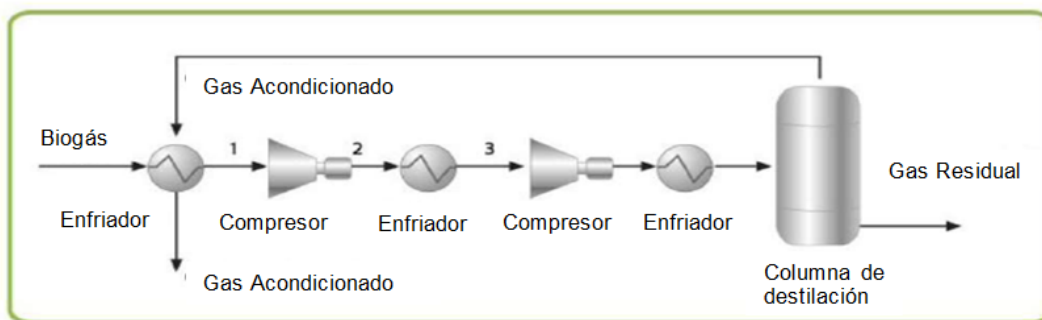 Gas Acondicionado
Biogás
1
2
3
Gas Residual
Enfriador
Compresor
Enfriador
Compresor
Enfriador
Gas Acondicionado
Columna de
destilación